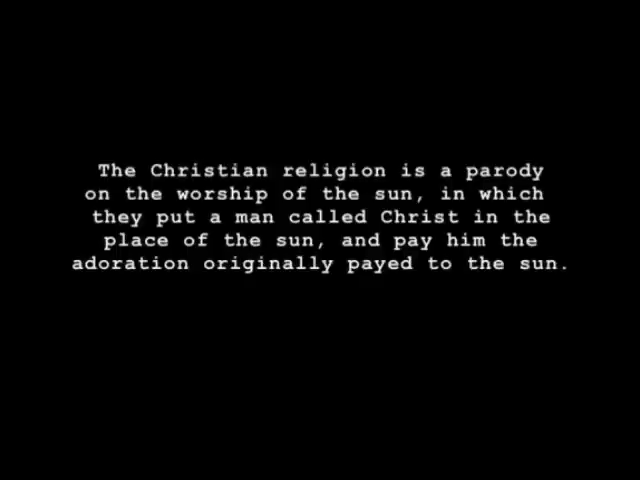 The Christian religion is a parody
on the worship of the sun, in which
they put a man called Christ in the
place of the sun, and pay him the
adoration originally payed to the sun.